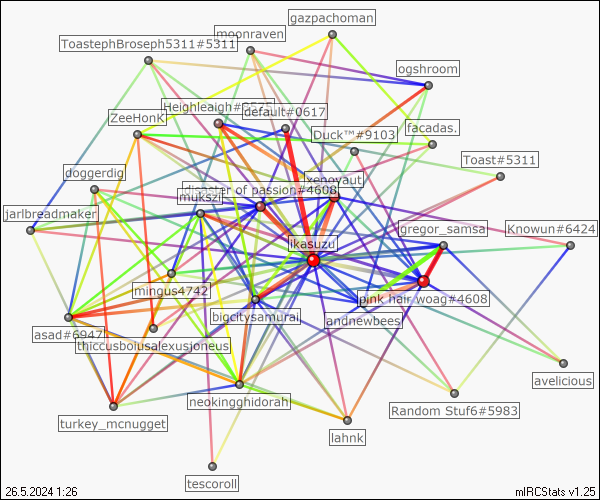 gazpachoman
moonraven
ToastephBroseph5311#5311
ogshroom
Heighleaigh#
default#0617
ZeeHonK
facadas.
Duck™#9103
Toast#5311
doggerdig
xenoyaut
disaster of passion#4608
mukszi
jarlbreadmaker
gregor_samsa
Knowun#6424
ikasuzu
mingus4742
pink hair woag#4608
bigcitysamurai
andnewbees
asad#6947
thiccusboiusalexusjoneus
avelicious
neokingghidorah
Random Stuf6#5983
turkey_mcnugget
lahnk
tescoroll
26.5.2024 1:26
mIRCStats v1.25